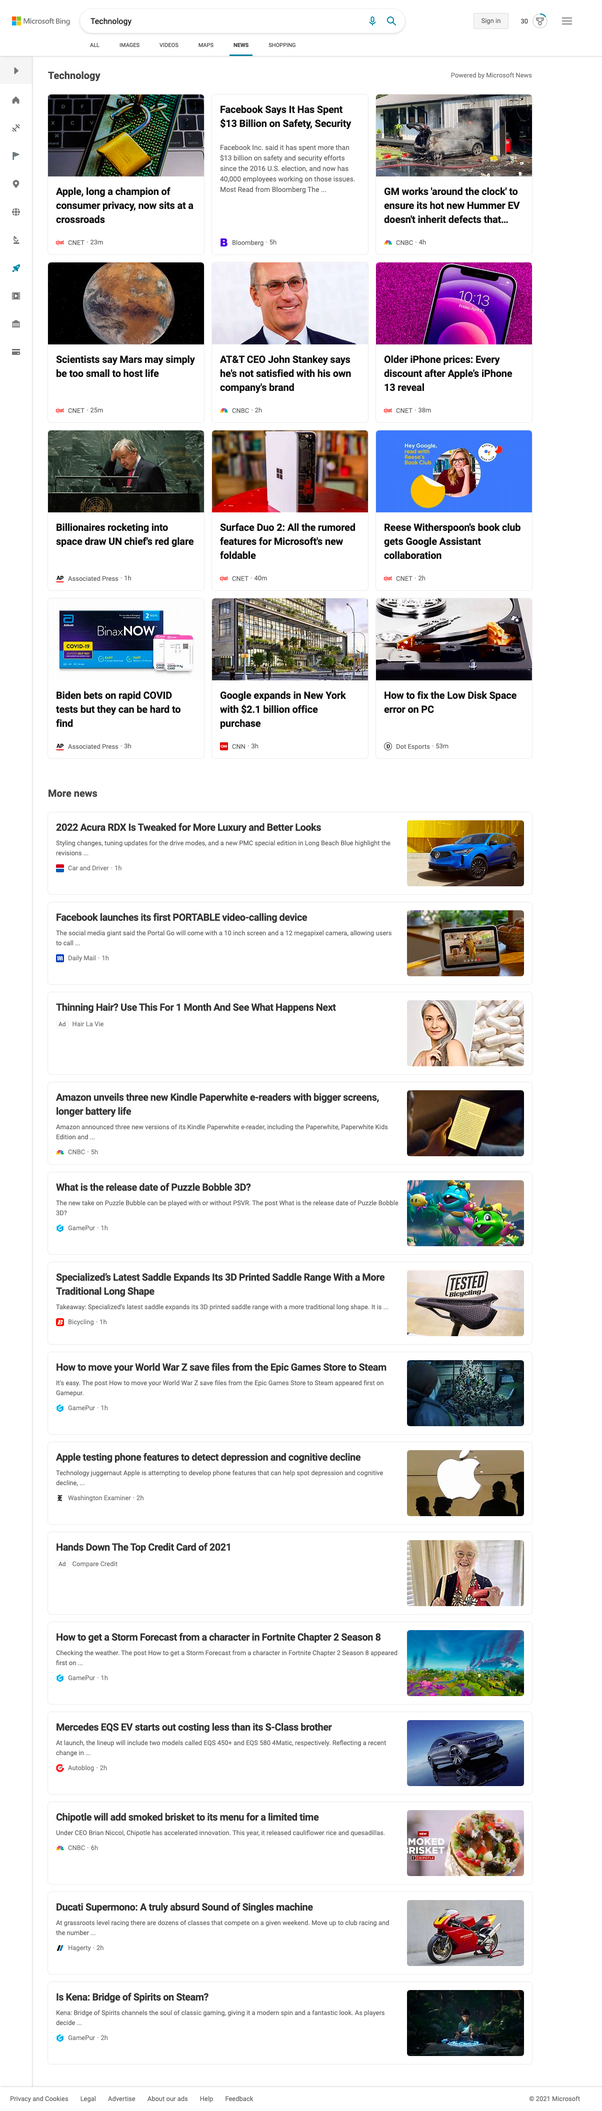 Microsoft Bing
Technology
Sign in
30
ALL
IMAGES
VIDEOS
MAPS
NEWS
SHOPPING
Technology
Powered by Microsoft News
Apple, long a champion of
consumer privacy, now sits at a
crossroads
CNET · 23m
Facebook Says It Has Spent
$13 Billion on Safety, Security
Facebook Inc. said it has spent more than
$13 billion on safety and security efforts
since the 2016 U.S. election, and now has
40,000 employees working on those issues.
Most Read from Bloomberg The ...
Bloomberg · 5h
GM works 'around the clock' to
ensure its hot new Hummer EV
doesn't inherit defects that...
CNBC · 4h
Scientists say Mars may simply
be too small to host life
CNET · 25m
AT&T CEO John Stankey says
he's not satisfied with his own
company's brand
CNBC · 2h
10:13
Older iPhone prices: Every
discount after Apple's iPhone
13 reveal
CNET · 38m
Billionaires rocketing into
space draw UN chief's red glare
AP Associated Press · 1h
Surface Duo 2: All the rumored
features for Microsoft's new
foldable
CNET · 40m
Hey Google,
read with
Reese's
Book Club
Reese Witherspoon's book club
gets Google Assistant
collaboration
CNET · 2h
Abbott
BinaxNOW
COVID-19
Biden bets on rapid COVID
tests but they can be hard to
find
AP Associated Press · 3h
Google expands in New York
with $2.1 billion office
purchase
CNN · 3h
How to fix the Low Disk Space
error on PC
Dot Esports · 53m
More news
2022 Acura RDX Is Tweaked for More Luxury and Better Looks
Styling changes, tuning updates for the drive modes, and a new PMC special edition in Long Beach Blue highlight the
revisions ...
Car and Driver · 1h
Facebook launches its first PORTABLE video-calling device
The social media giant said the Portal Go will come with a 10 inch screen and a 12 megapixel camera, allowing users
to call ...
Daily Mail · 1h
Thinning Hair? Use This For 1 Month And See What Happens Next
Ad Hair La Vie
Amazon unveils three new Kindle Paperwhite e-readers with bigger screens,
longer battery life
Amazon announced three new versions of its Kindle Paperwhite e-reader, including the Paperwhite, Paperwhite Kids
Edition and ...
CNBC · 5h
What is the release date of Puzzle Bobble 3D?
The new take on Puzzle Bubble can be played with or without PSVR. The post What is the release date of Puzzle Bobble
3D?
GamePur · 1h
Specialized's Latest Saddle Expands Its 3D Printed Saddle Range With a More
Traditional Long Shape
Takeaway: Specialized's latest saddle expands its 3D printed saddle range with a more traditional long shape. It is ...
Bicycling · 1h
TESTED
Bicycling
How to move your World War Z save files from the Epic Games Store to Steam
It's easy. The post How to move your World War Z save files from the Epic Games Store to Steam appeared first on
Gamepur.
GamePur · 1h
Apple testing phone features to detect depression and cognitive decline
Technology juggernaut Apple is attempting to develop phone features that can help spot depression and cognitive
decline, ...
Washington Examiner · 2h
Hands Down The Top Credit Card of 2021
Ad Compare Credit
How to get a Storm Forecast from a character in Fortnite Chapter 2 Season 8
Checking the weather. The post How to get a Storm Forecast from a character in Fortnite Chapter 2 Season 8 appeared
first on ...
GamePur · 1h
Mercedes EQS EV starts out costing less than its S-Class brother
At launch, the lineup will include two models called EQS 450+ and EQS 580 4Matic, respectively. Reflecting a recent
change in ...
Autoblog · 2h
Chipotle will add smoked brisket to its menu for a limited time
Under CEO Brian Niccol, Chipotle has accelerated innovation. This year, it released cauliflower rice and quesadillas.
CNBC · 6h
NEW
MOKED
BRISKET
Ducati Supermono: A truly absurd Sound of Singles machine
At grassroots level racing there are dozens of classes that compete on a given weekend. Move up to club racing and
the number ...
Hagerty · 2h
Is Kena: Bridge of Spirits on Steam?
Kena: Bridge of Spirits channels the soul of classic gaming, giving it a modern spin and a fantastic look. As players
decide ...
GamePur · 2h
Privacy and Cookies
Legal
Advertise
About our ads
Help
Feedback
© 2021 Microsoft